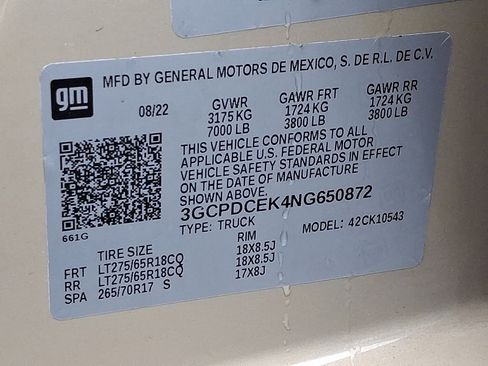 gm
MFD BY GENERAL MOTORS DE MEXICO, S. DE R.L. DE C.V.
08/22 GVWR GAWR FRT GAWR RR
3175 KG 1724 KG 1724 KG
7000 LB 3800 LB 3800 LB
THIS VEHICLE CONFORMS TO ALL
APPLICABLE U.S. FEDERAL MOTOR
VEHICLE SAFETY STANDARDS IN EFFECT
ON THE DATE OF MANUFACTURE
SHOWN ABOVE.
3GCPDCEK4NG650872
TYPE: TRUCK MODEL: 42CK10543
661G
TIRE SIZE RIM
FRT LT275/65R18CQ 18X8.5J
RR LT275/65R18CQ 18X8.5J
SPA 265/70R17 S 17X8J